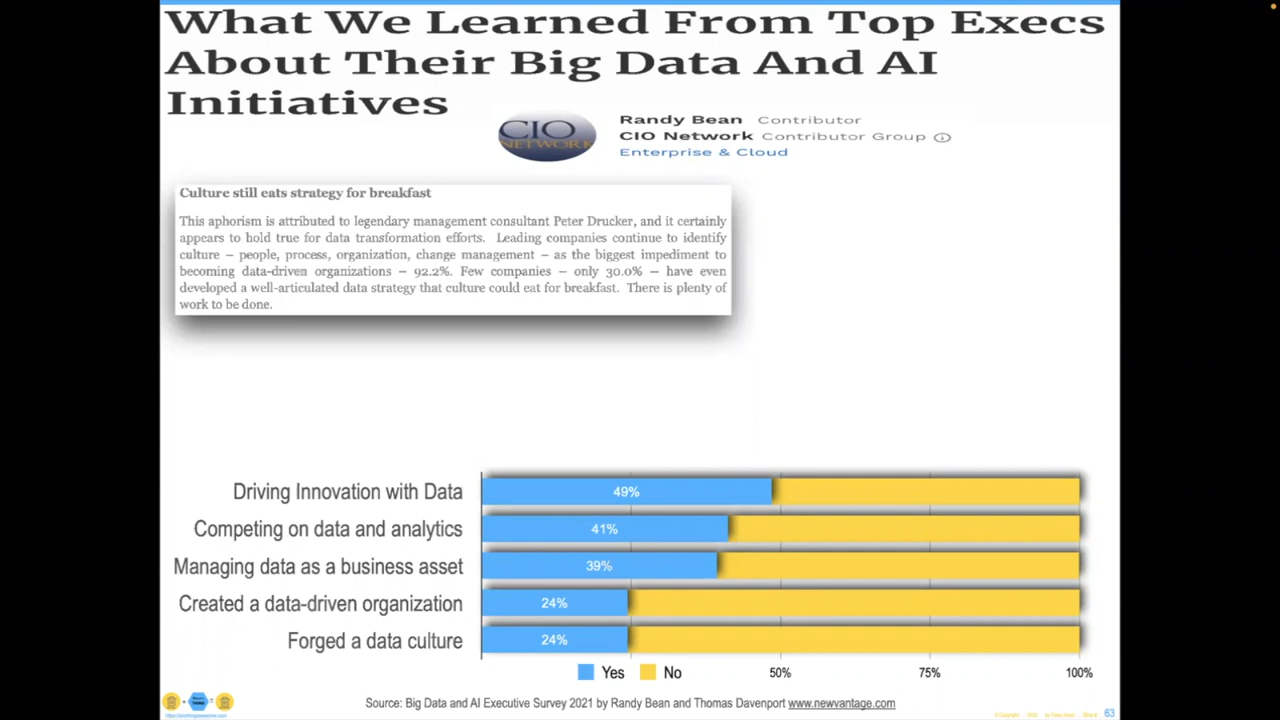 What We Learned From Top Execs
About Their Big Data And AI
Initiatives
CIO
NETWORK
Randy Bean Contributor
CIO Network Contributor Group
Enterprise & Cloud
Culture still eats strategy for breakfast
This aphorism is attributed to legendary management consultant Peter Drucker, and it certainly
appears to hold true for data transformation efforts. Leading companies continue to identify
culture – people, process, organization, change management – as the biggest impediment to
becoming data-driven organizations – 92.2%. Few companies – only 30.0% – have even
developed a well-articulated data strategy that culture could eat for breakfast. There is plenty of
work to be done.
Driving Innovation with Data 49%
Competing on data and analytics 41%
Managing data as a business asset 39%
Created a data-driven organization 24%
Forged a data culture 24%
Yes No 50% 75% 100%
Source: Big Data and AI Executive Survey 2021 by Randy Bean and Thomas Davenport www.newvantage.com
63